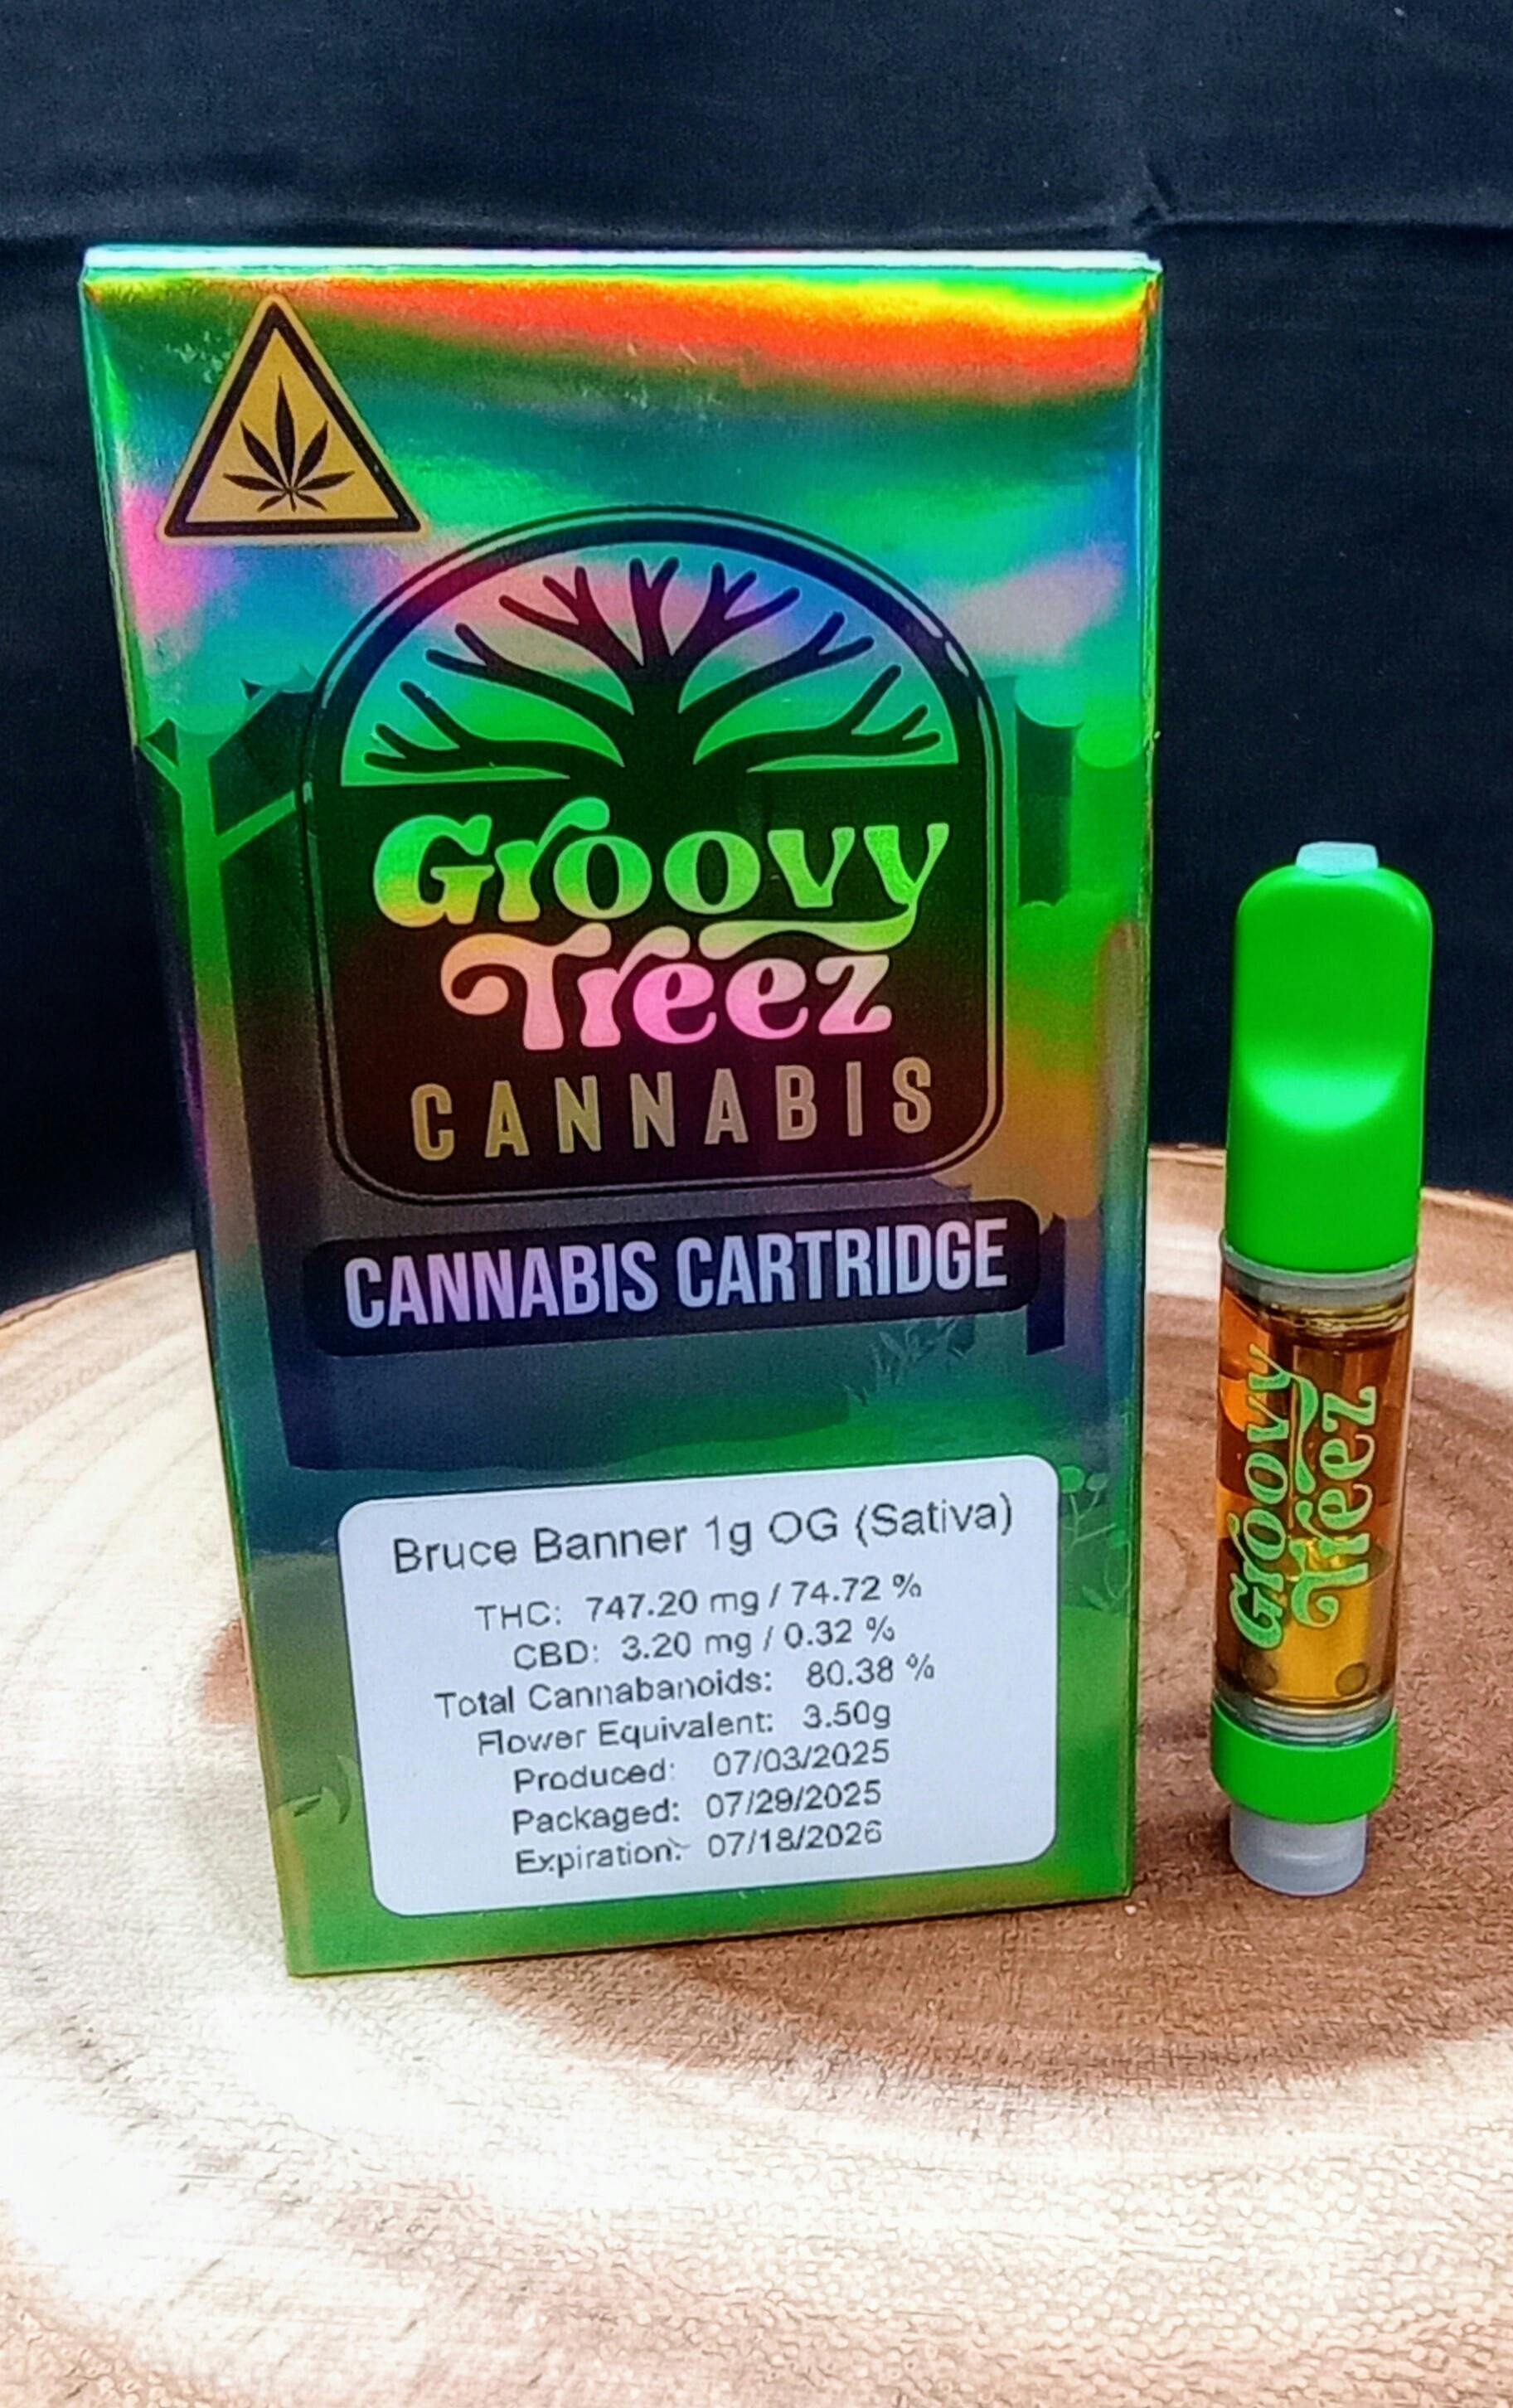 Groovy
Treez
CANNABIS
CANNABIS CARTRIDGE
Bruce Banner 1g OG (Sativa)
THC: 747.20 mg / 74.72 %
CBD: 3.20 mg / 0.32 %
Total Cannabanoids: 80.38 %
Flower Equivalent: 3.50g
Produced: 07/03/2025
Packaged: 07/29/2025
Expiration: 07/18/2026
Groovy
Treez